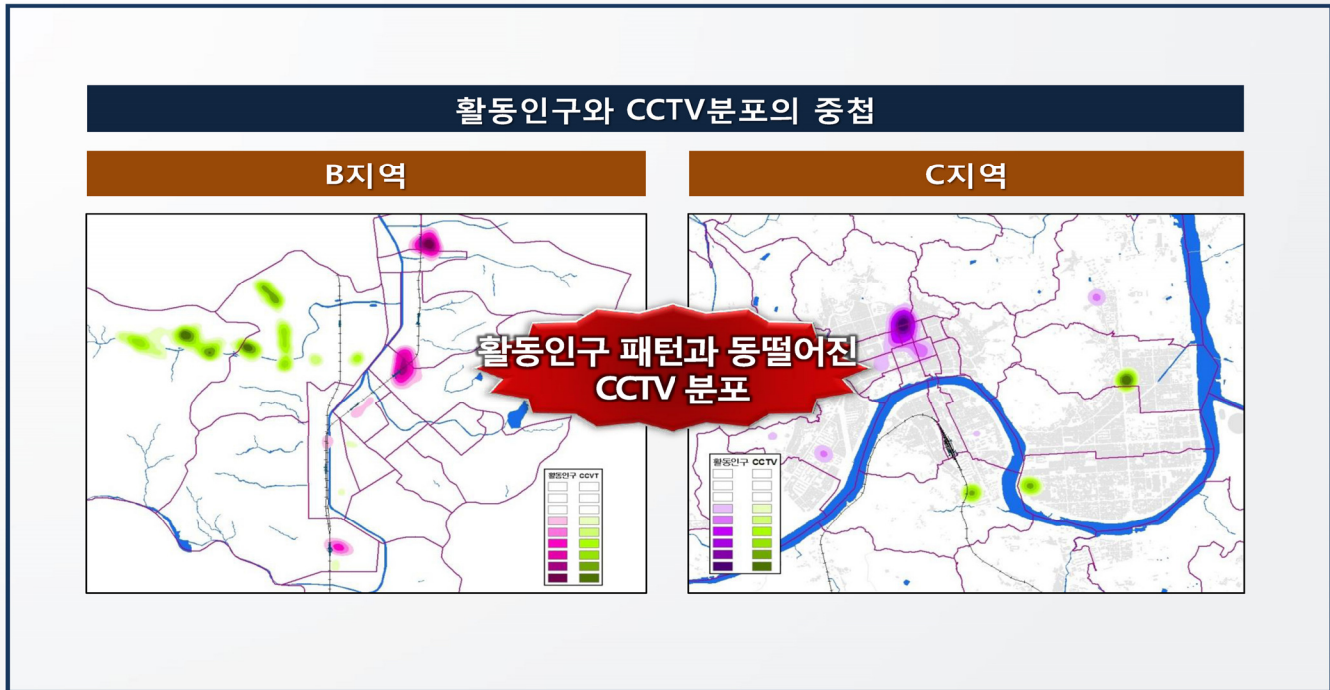 활동인구와 CCTV분포의 중첩
B지역
C지역
활동인구 패턴과 동떨어진
CCTV 분포
활동인구 CCVT
활동인구 CCTV